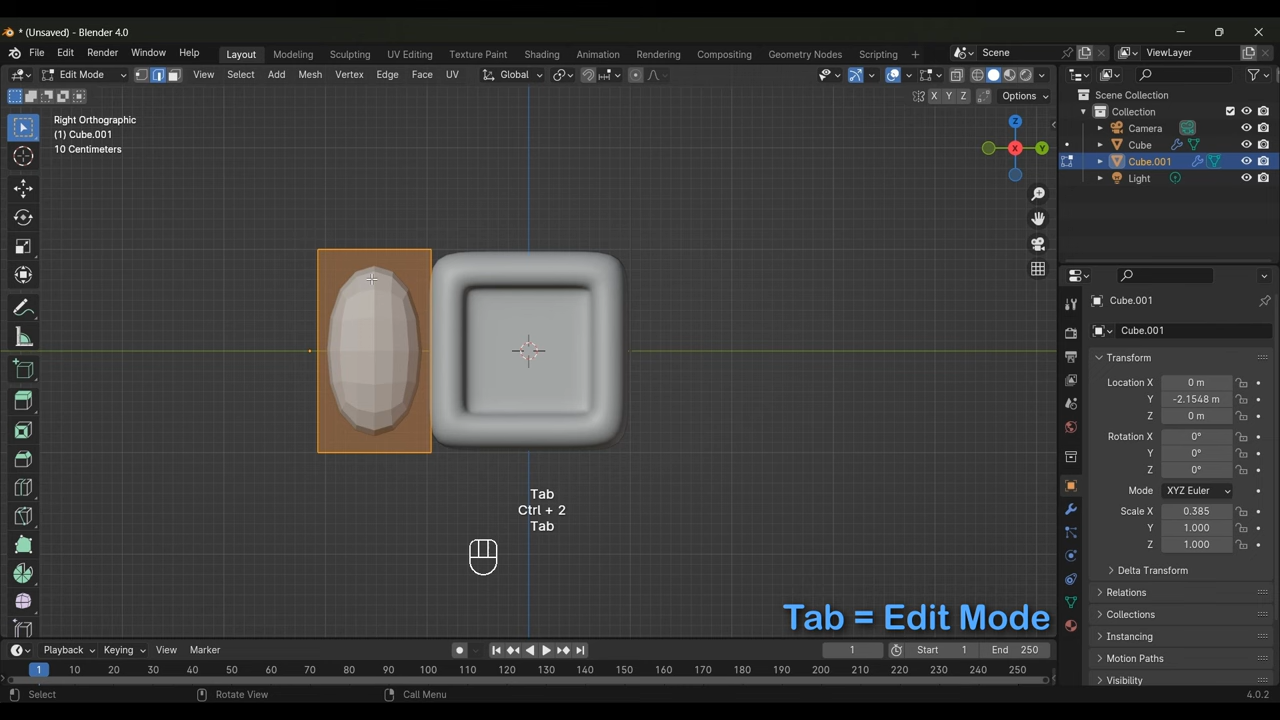 * (Unsaved) - Blender 4.0
File Edit Render Window Help
Layout Modeling Sculpting UV Editing Texture Paint Shading Animation Rendering Compositing Geometry Nodes Scripting +
Scene
ViewLayer
Edit Mode
View Select Add Mesh Vertex Edge Face UV
Global
X Y Z
Options
Right Orthographic
(1) Cube.001
10 Centimeters
Z
X
Y
Scene Collection
Collection
Camera
Cube
Cube.001
Light
Cube.001
Cube.001
Transform
Location X 0 m
Y -2.1548 m
Z 0 m
Rotation X 0°
Y 0°
Z 0°
Mode XYZ Euler
Scale X 0.385
Y 1.000
Z 1.000
Delta Transform
Relations
Collections
Instancing
Motion Paths
Visibility
Tab
Ctrl + 2
Tab
Tab = Edit Mode
Playback Keying View Marker
1
Start 1
End 250
1 10 20 30 40 50 60 70 80 90 100 110 120 130 140 150 160 170 180 190 200 210 220 230 240 250
Select
Rotate View
Call Menu
4.0.2